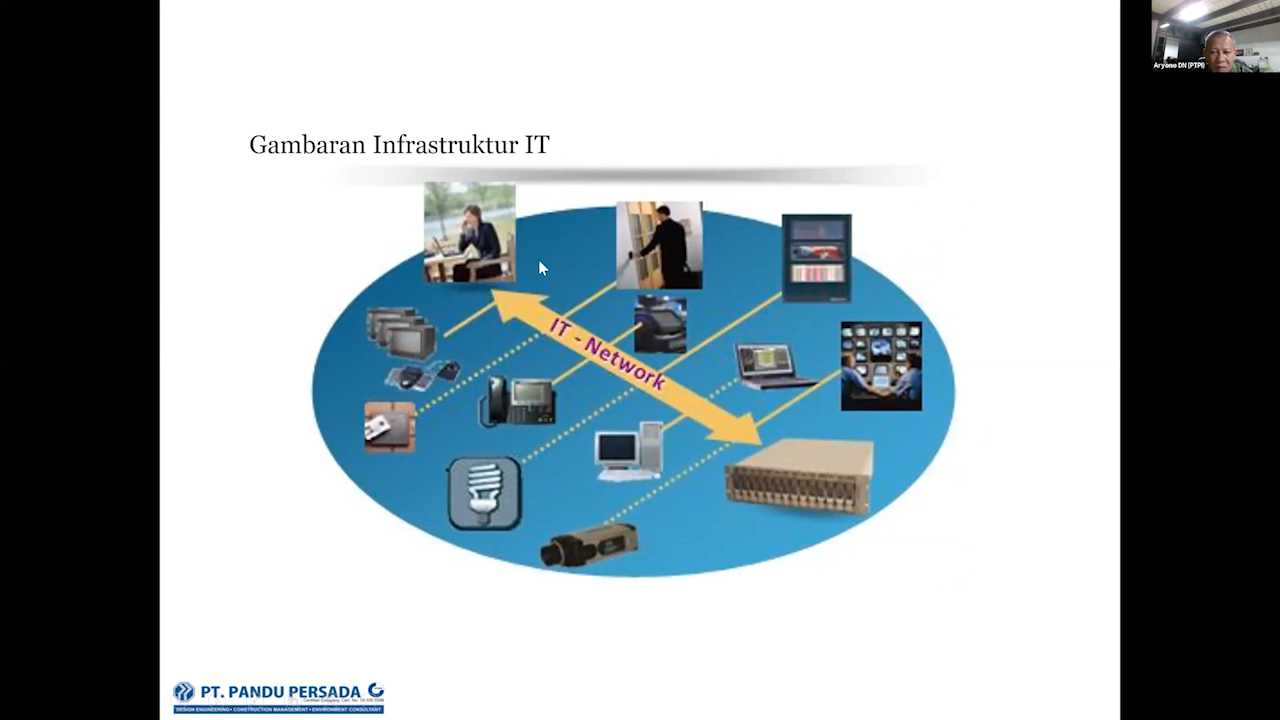 Aryono DN (PTPI)
Gambaran Infrastruktur IT
IT - Network
PT. PANDU PERSADA
DESIGN ENGINEERING • CONSTRUCTION MANAGEMENT • ENVIRONMENT CONSULTANT